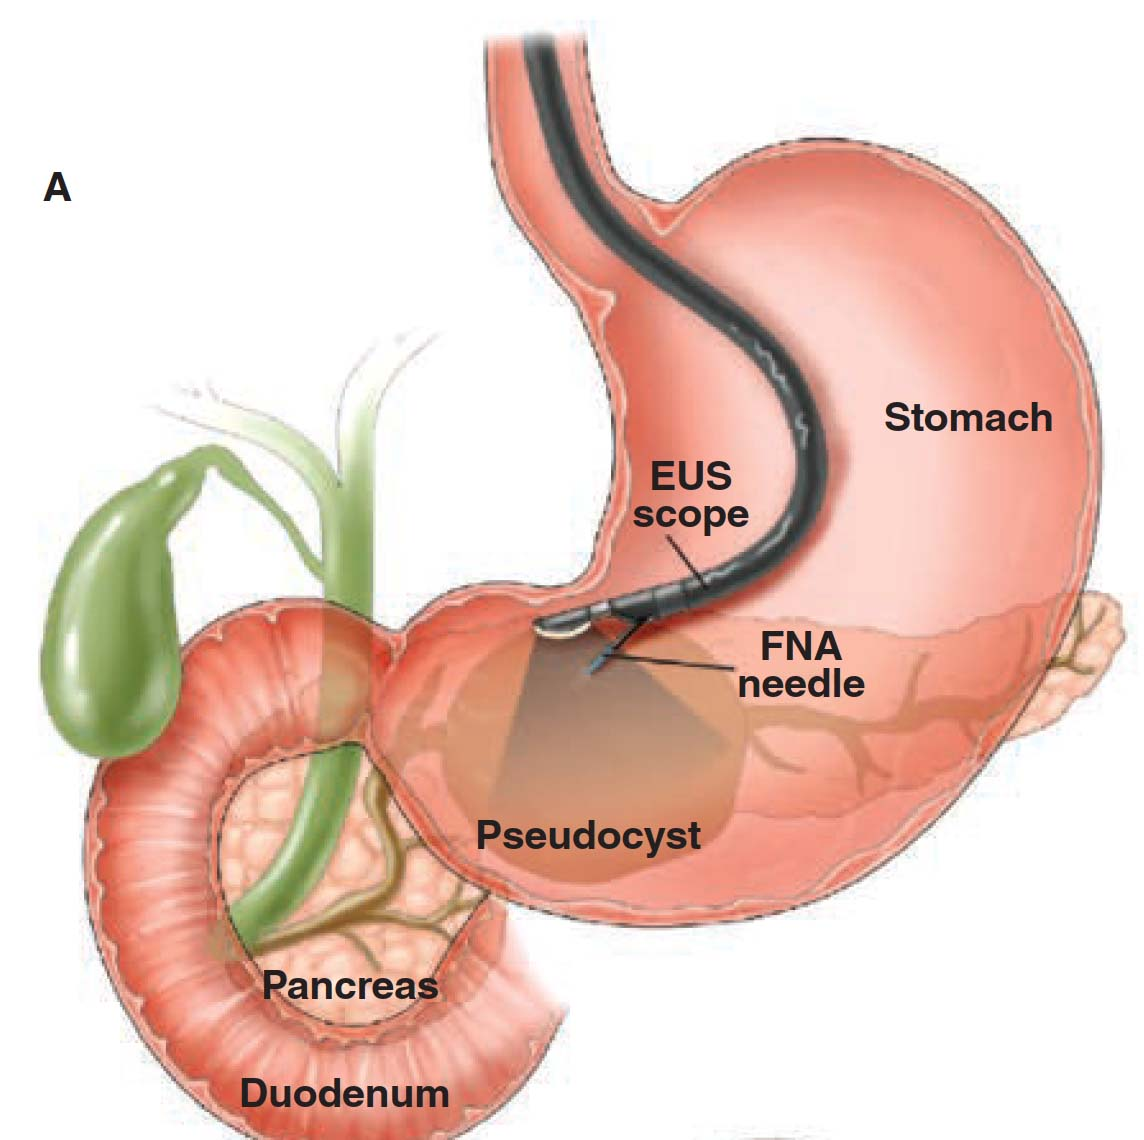 A
Stomach
EUS
scope
FNA
needle
Pseudocyst
Pancreas
Duodenum